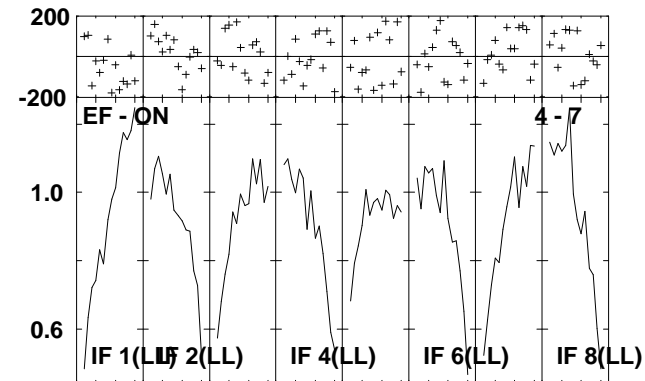 200
-200
EF - ON
4 - 7
1.0
0.6
IF 1(LL)
IF 2(LL)
IF 4(LL)
IF 6(LL)
IF 8(LL)